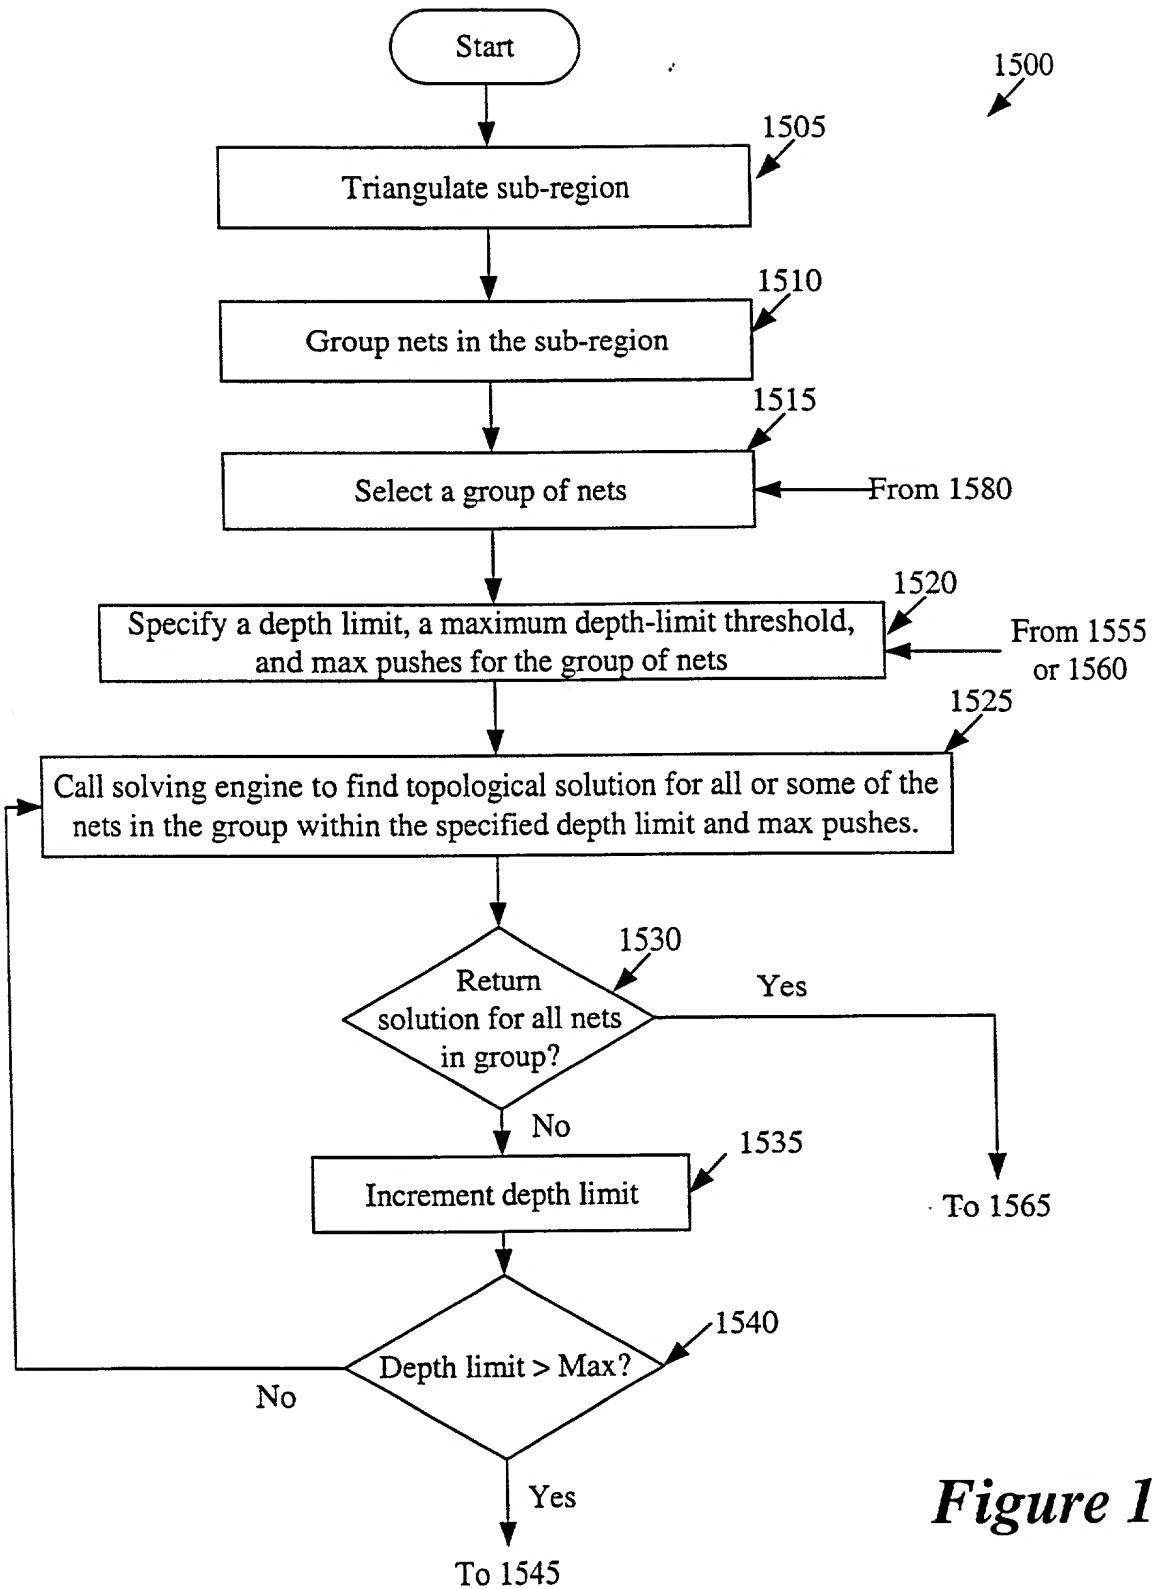 Start
1500
1505
Triangulate sub-region
1510
Group nets in the sub-region
1515
Select a group of nets
From 1580
1520
Specify a depth limit, a maximum depth-limit threshold,
and max pushes for the group of nets
From 1555
or 1560
1525
Call solving engine to find topological solution for all or some of the
nets in the group within the specified depth limit and max pushes.
1530
Return
solution for all nets
in group?
Yes
No
1535
Increment depth limit
To 1565
1540
Depth limit > Max?
No
Yes
To 1545
Figure 1